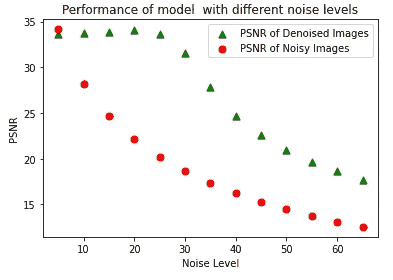 Performance of model with different noise levels
PSNR of Denoised Images
PSNR of Noisy Images
PSNR
35
30
25
20
15
10
20
30
40
50
60
Noise Level